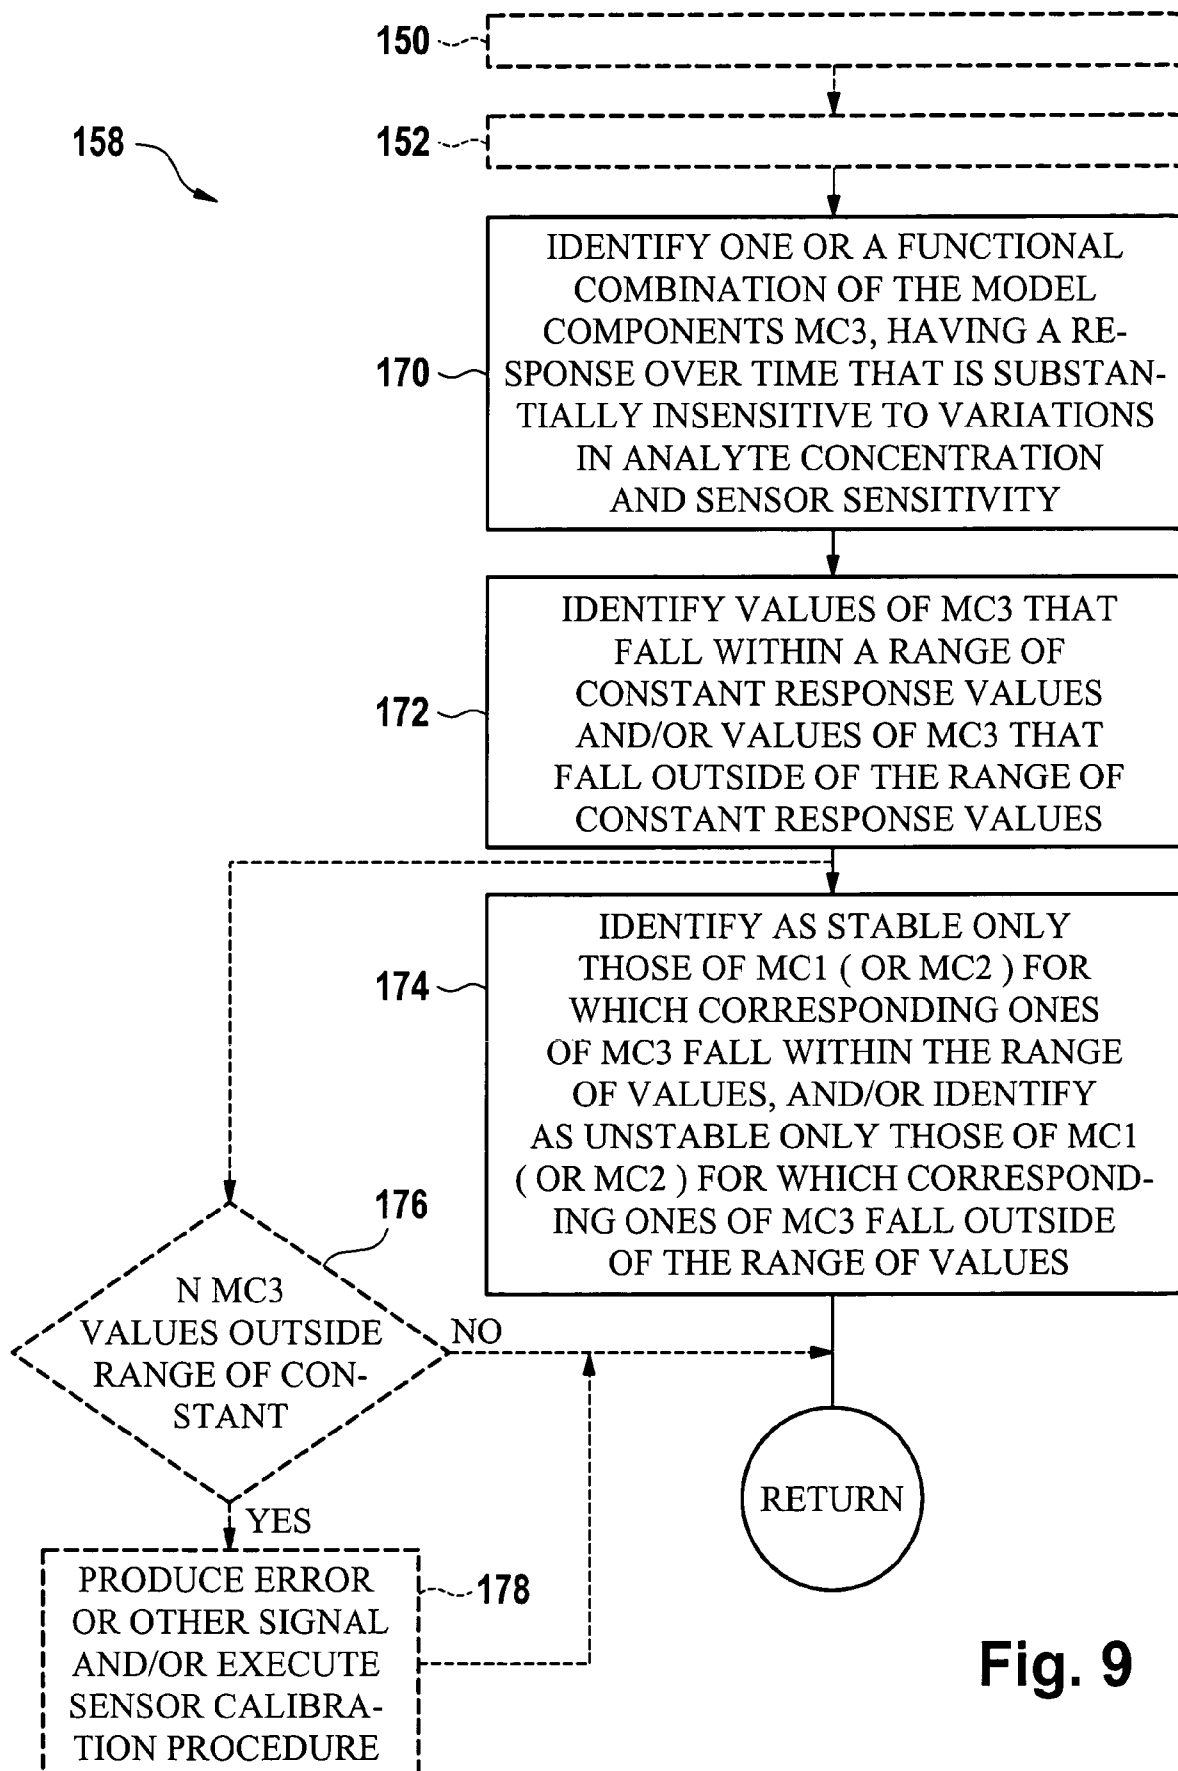 150
152
158
IDENTIFY ONE OR A FUNCTIONAL
COMBINATION OF THE MODEL
COMPONENTS MC3, HAVING A RE-
SPONSE OVER TIME THAT IS SUBSTAN-
TIALLY INSENSITIVE TO VARIATIONS
IN ANALYTE CONCENTRATION
AND SENSOR SENSITIVITY
170
IDENTIFY VALUES OF MC3 THAT
FALL WITHIN A RANGE OF
CONSTANT RESPONSE VALUES
AND/OR VALUES OF MC3 THAT
FALL OUTSIDE OF THE RANGE OF
CONSTANT RESPONSE VALUES
172
IDENTIFY AS STABLE ONLY
THOSE OF MC1 ( OR MC2 ) FOR
WHICH CORRESPONDING ONES
OF MC3 FALL WITHIN THE RANGE
OF VALUES, AND/OR IDENTIFY
AS UNSTABLE ONLY THOSE OF MC1
( OR MC2 ) FOR WHICH CORRESPOND-
ING ONES OF MC3 FALL OUTSIDE
OF THE RANGE OF VALUES
174
176
N MC3
VALUES OUTSIDE
RANGE OF CON-
STANT
NO
YES
RETURN
PRODUCE ERROR
OR OTHER SIGNAL
AND/OR EXECUTE
SENSOR CALIBRA-
TION PROCEDURE
178
Fig. 9